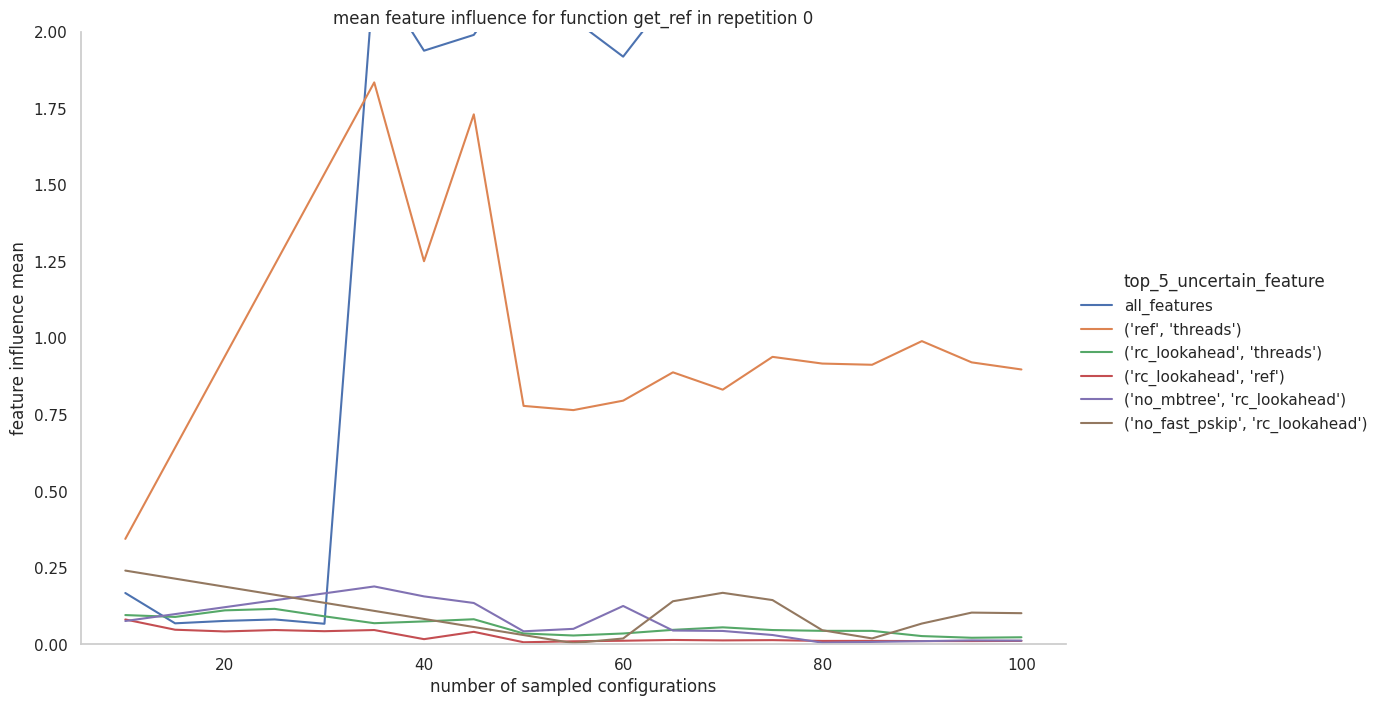 mean feature influence for function get_ref in repetition 0
2.00
1.75
1.50
1.25
1.00
0.75
0.50
0.25
0.00
feature influence mean
20
40
60
80
100
number of sampled configurations
top_5_uncertain_feature
all_features
('ref', 'threads')
('rc_lookahead', 'threads')
('rc_lookahead', 'ref')
('no_mbtree', 'rc_lookahead')
('no_fast_pskip', 'rc_lookahead')